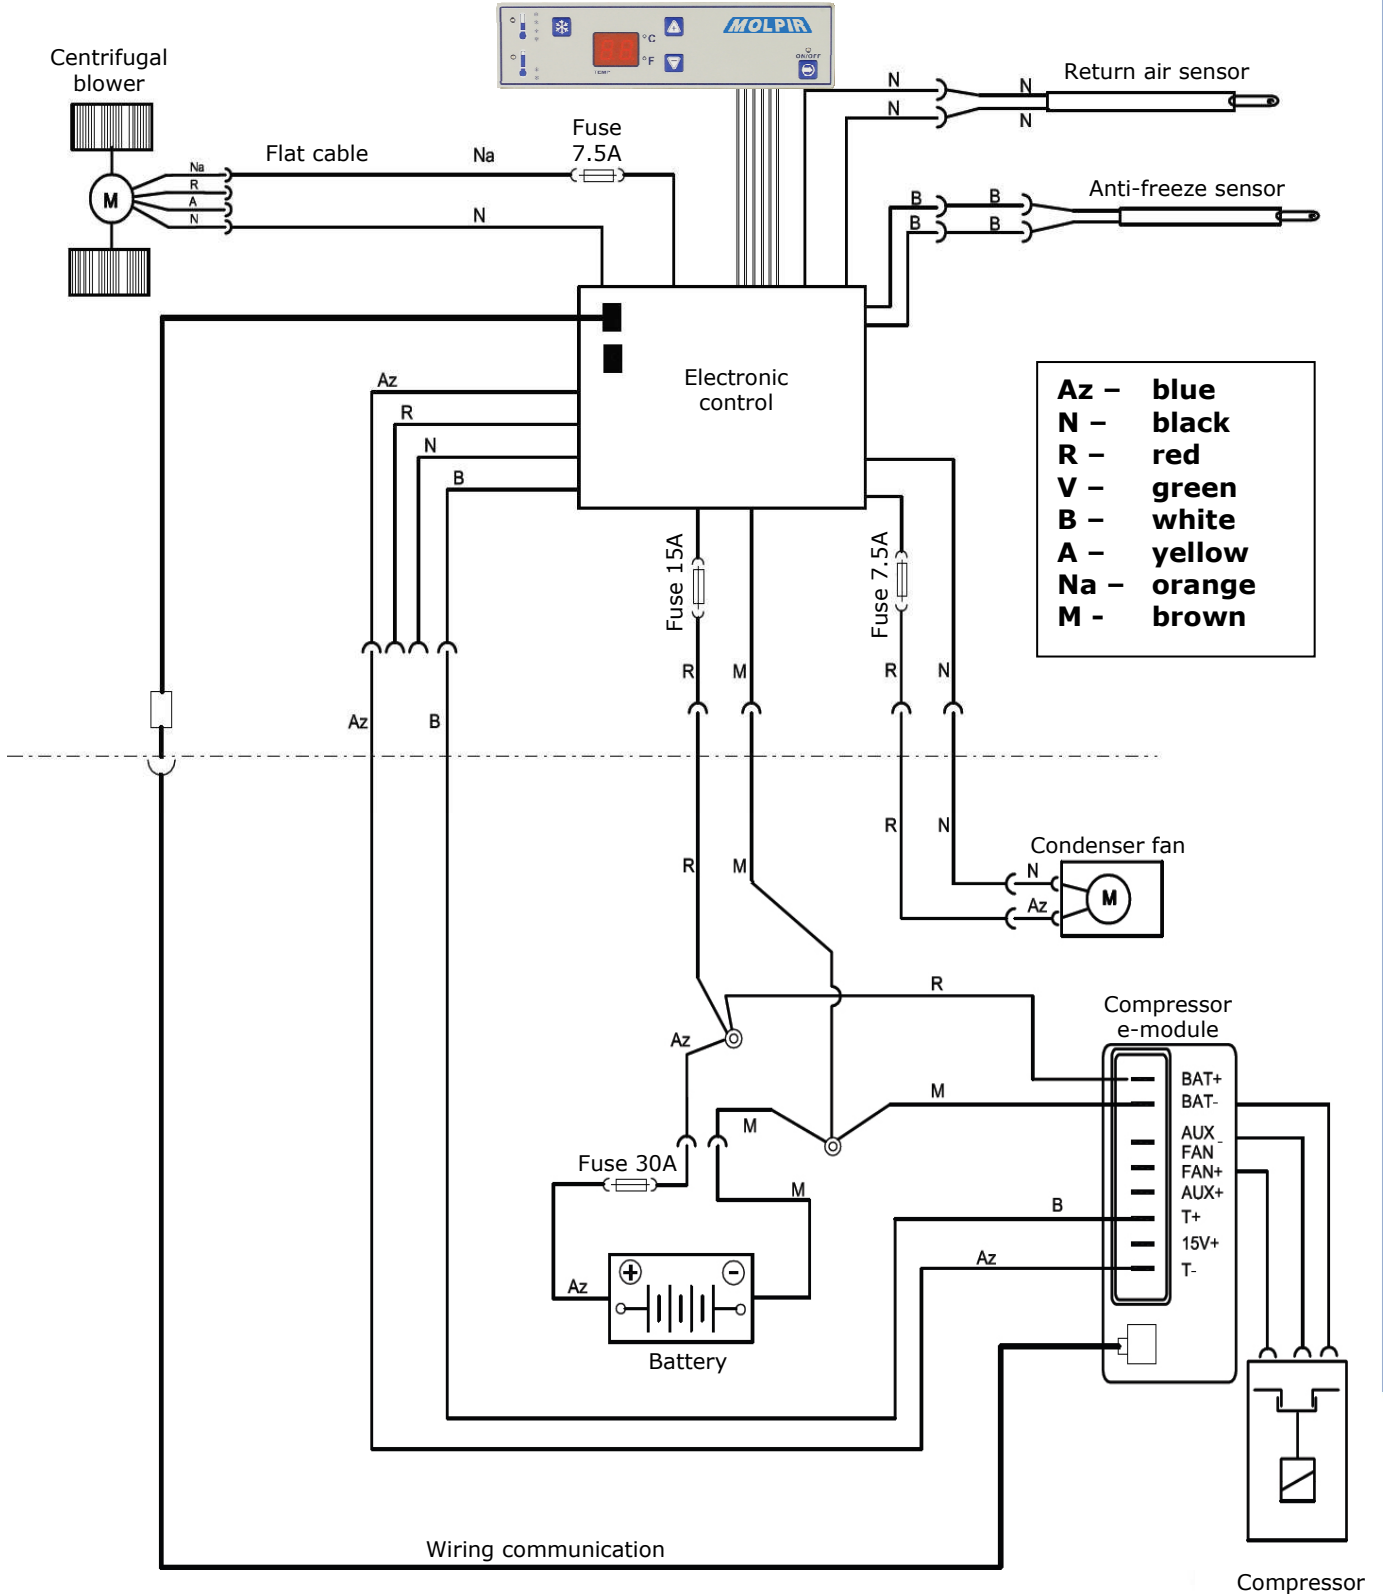 MOLPIR
°C
°F
TEMP
ON/OFF
Centrifugal
blower
M
Na
R
A
N
Flat cable
Na
N
Fuse
7.5A
N
N
N
N
Return air sensor
B
B
B
B
Anti-freeze sensor
Electronic
control
Az
R
N
B
Az – blue
N – black
R – red
V – green
B – white
A – yellow
Na – orange
M - brown
Fuse 15A
Fuse 7.5A
R
M
R
N
Az
B
R
M
R
N
Condenser fan
N
Az
M
R
Az
Compressor
e-module
BAT+
BAT-
AUX
FAN -
FAN+
AUX+
T+
15V+
T-
M
M
Fuse 30A
M
B
Az
Az
+
-
Battery
Wiring communication
Compressor